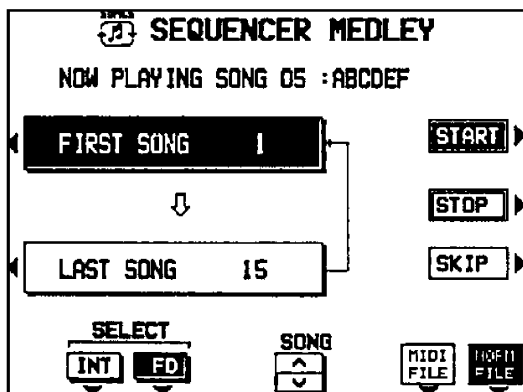 SEQUENCER MEDLEY
NOW PLAYING SONG 05 :ABCDEF
FIRST SONG 1
START
STOP
LAST SONG 15
SKIP
SELECT
SONG
INT FD
MIDI FILE
NORM FILE